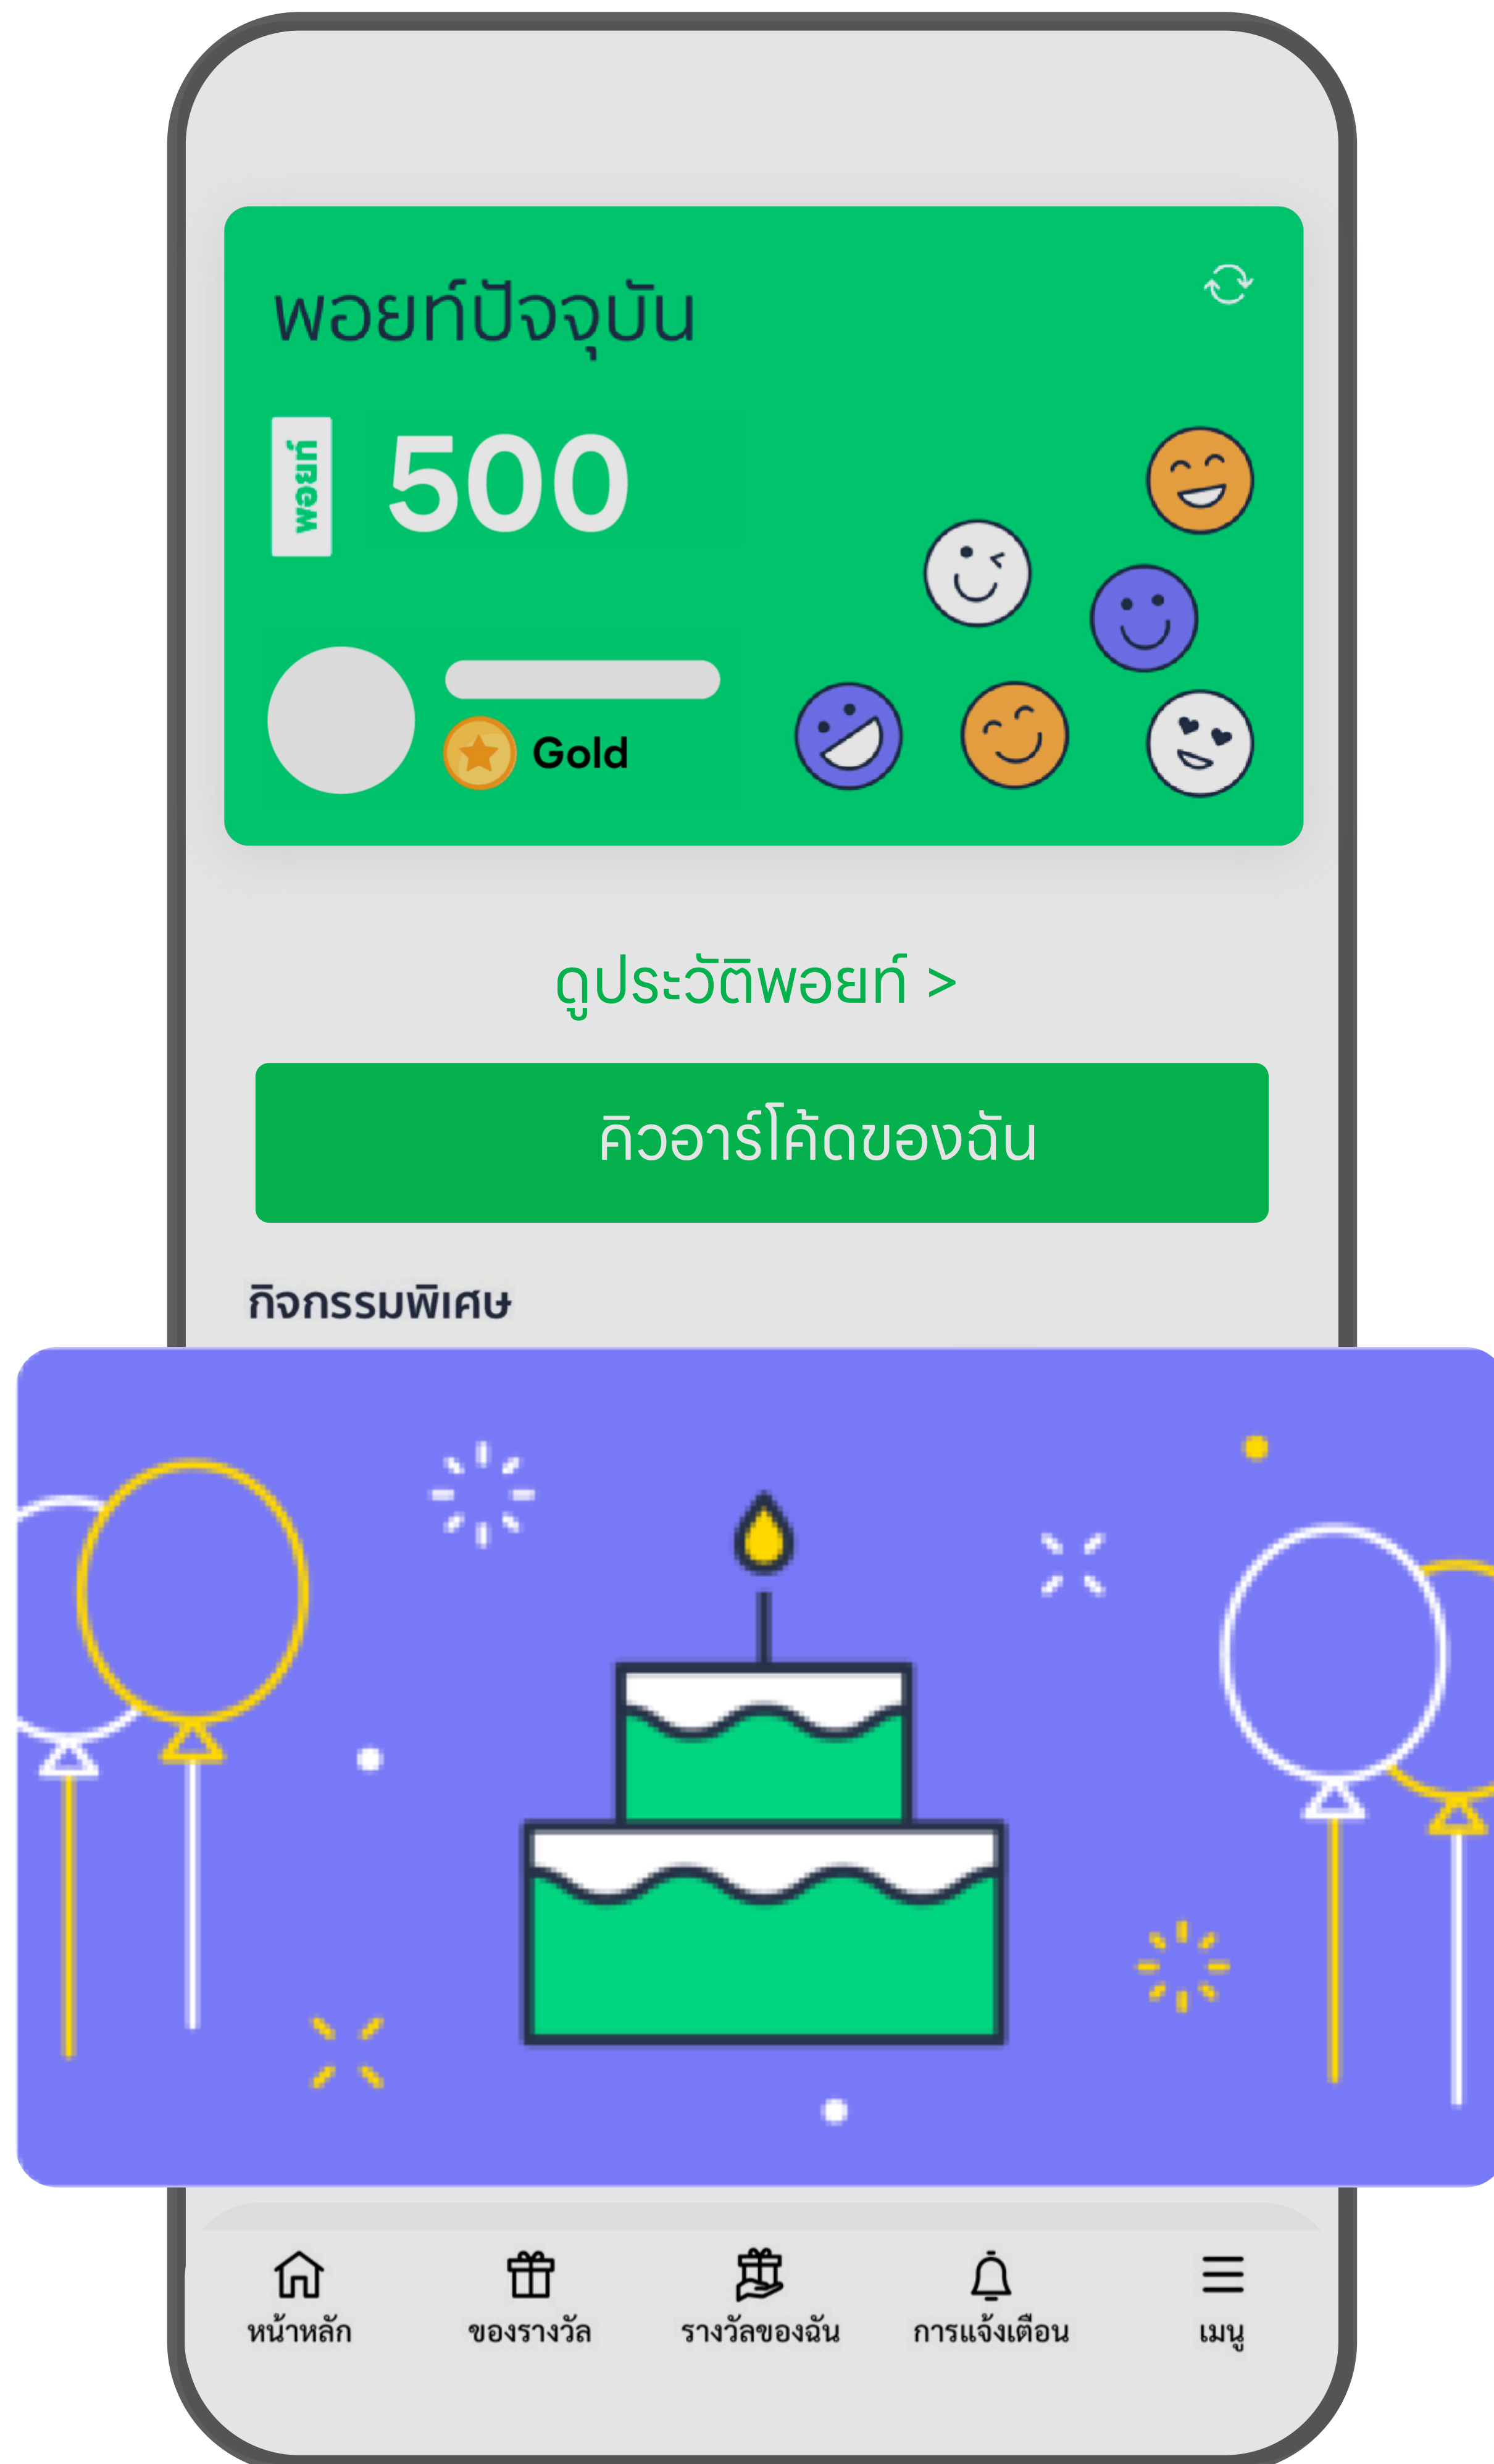 พอยท์ปัจจุบัน
พอยท์
500
Gold
ดูประวัติพอยท์ >
คิวอาร์โค้ดของฉัน
กิจกรรมพิเศษ
หน้าหลัก
ของรางวัล
รางวัลของฉัน
การแจ้งเตือน
เมนู